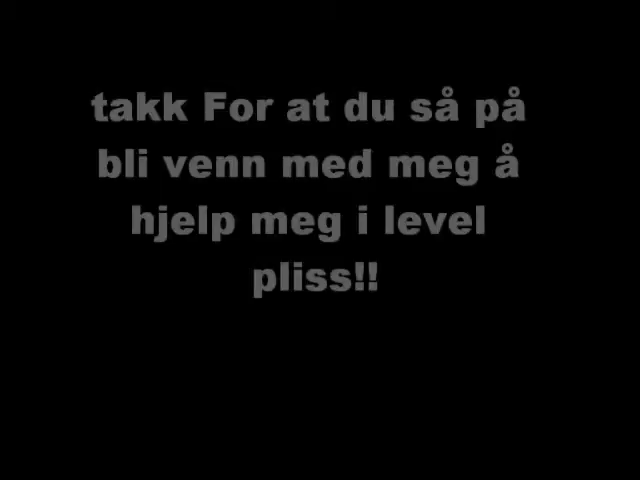 takk For at du så på
bli venn med meg å
hjelp meg i level
pliss!!